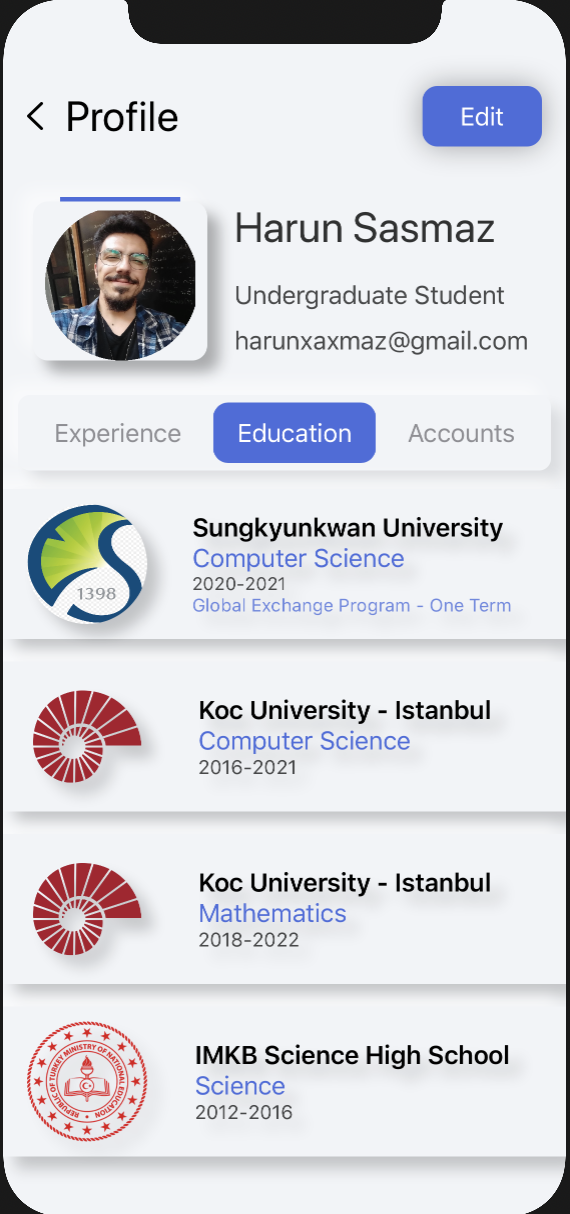 Profile
Edit
Harun Sasmaz
Undergraduate Student
harunxaxmaz@gmail.com
Experience Education Accounts
Sungkyunkwan University
Computer Science
2020-2021
Global Exchange Program - One Term
1398
Koc University - Istanbul
Computer Science
2016-2021
Koc University - Istanbul
Mathematics
2018-2022
IMKB Science High School
Science
2012-2016
REPUBLIC OF TURKEY MINISTRY OF NATIONAL EDUCATION